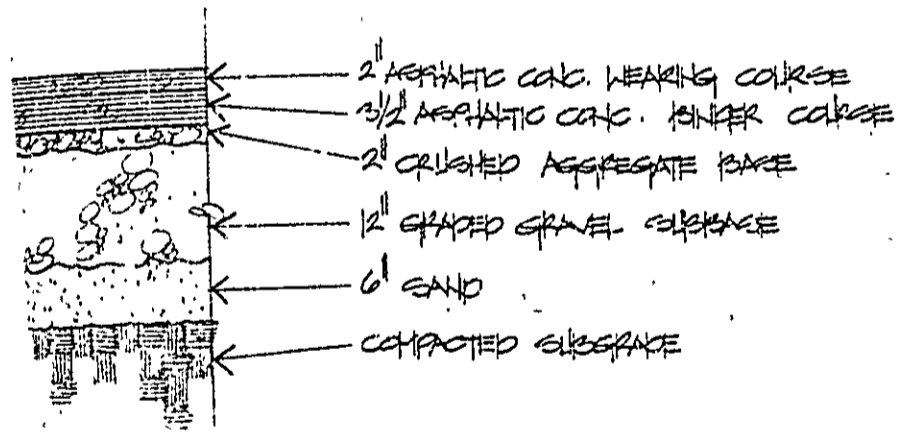 2" ASPHALTIC CONC. WEARING COURSE
3 1/2" ASPHALTIC CONC. BINDER COURSE
2" CRUSHED AGGREGATE BASE
12" GRADED GRAVEL SUBBASE
6" SAND
COMPACTED SUBGRADE